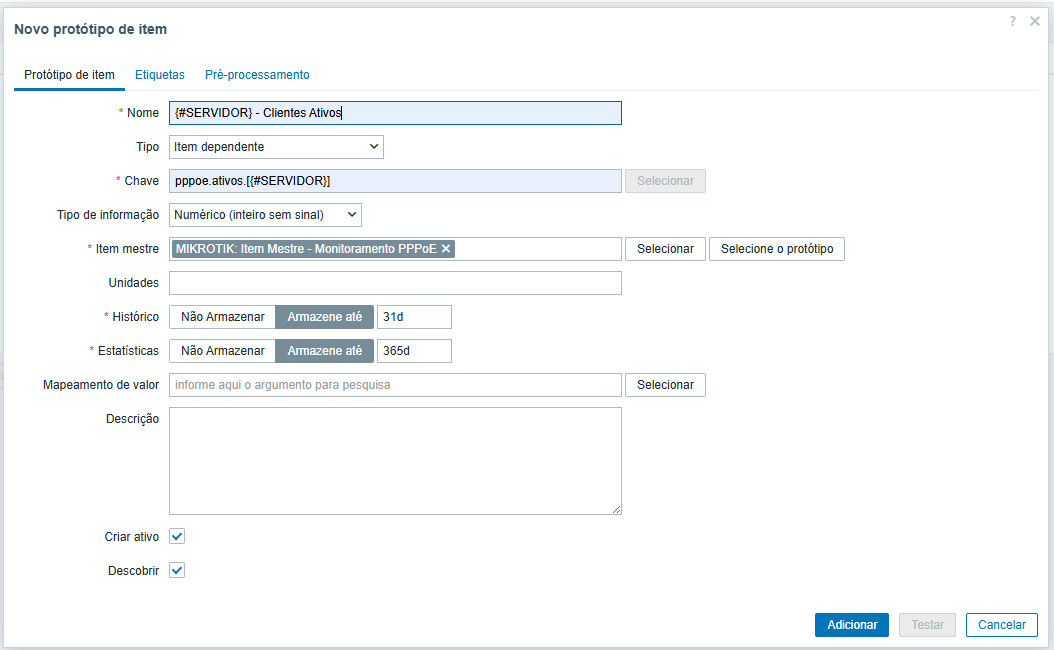 Novo protótipo de item
? ×
Protótipo de item Etiquetas Pré-processamento
* Nome {#SERVIDOR} - Clientes Ativos
Tipo Item dependente
* Chave pppoe.ativos.[{#SERVIDOR}] Selecionar
Tipo de informação Numérico (inteiro sem sinal)
* Item mestre MIKROTIK: Item Mestre - Monitoramento PPPoE × Selecionar Selecione o protótipo
Unidades
* Histórico Não Armazenar Armazene até 31d
* Estatísticas Não Armazenar Armazene até 365d
Mapeamento de valor informe aqui o argumento para pesquisa Selecionar
Descrição
Criar ativo
Descobrir
Adicionar Testar Cancelar